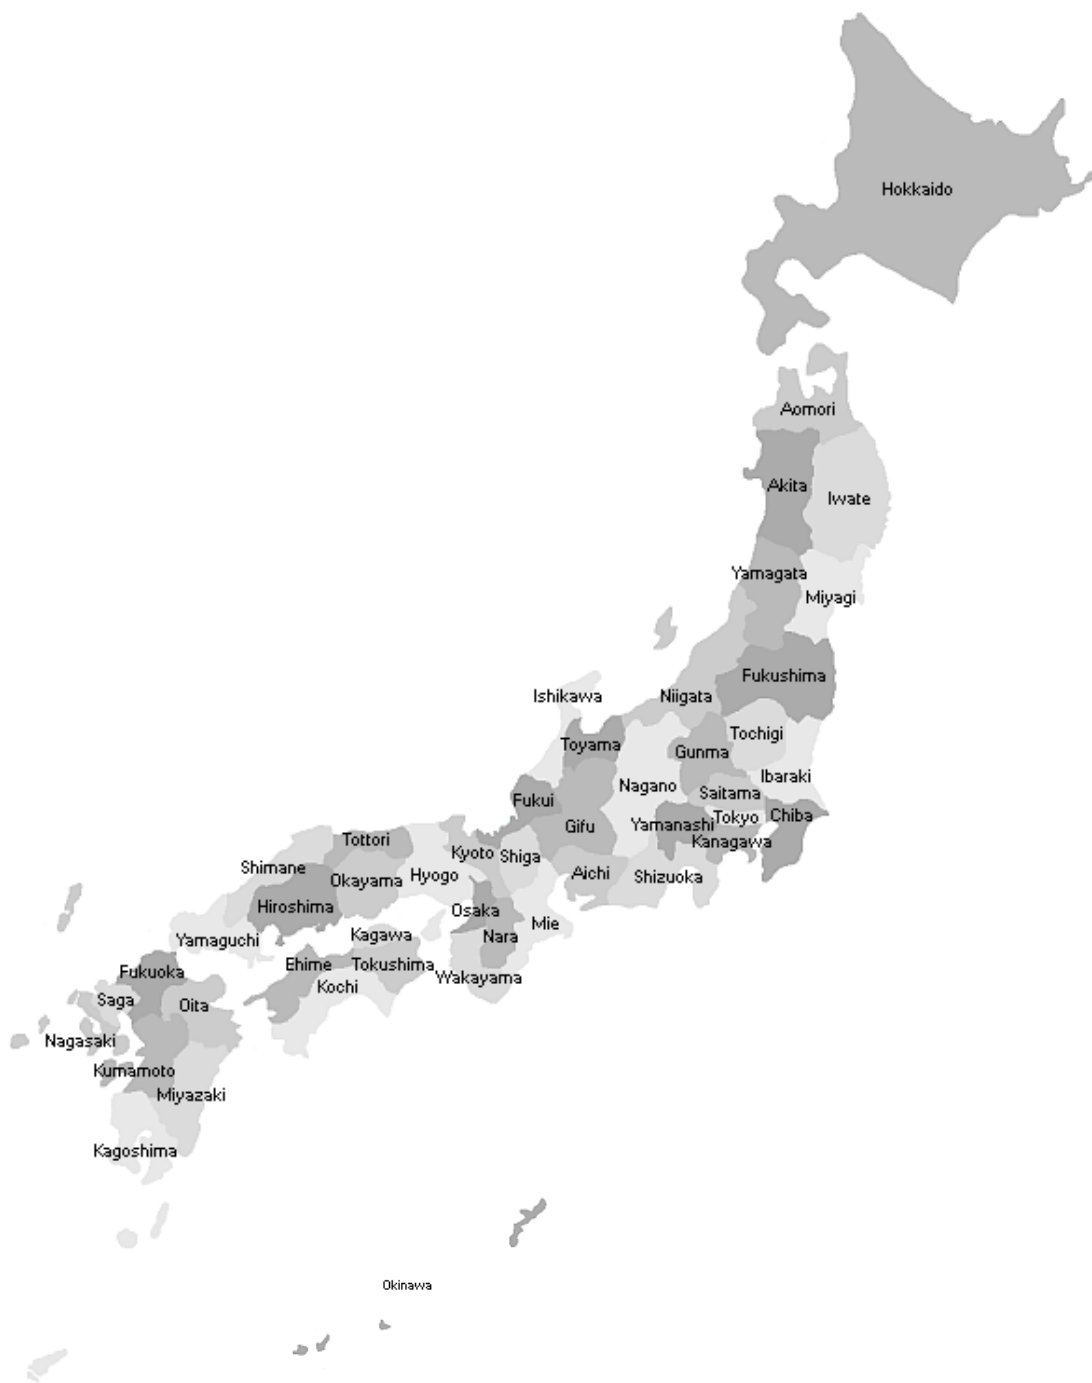 Hokkaido
Aomori
Akita
Iwate
Yamagata
Miyagi
Fukushima
Ishikawa
Niigata
Tochigi
Toyama
Gunma
Ibaraki
Nagano
Saitama
Fukui
Chiba
Tokyo
Yamanashi
Gifu
Kanagawa
Tottori
Kyoto
Shiga
Shimane
Hyogo
Aichi
Shizuoka
Okayama
Hiroshima
Osaka
Mie
Kagawa
Nara
Yamaguchi
Ehime
Tokushima
Fukuoka
Wakayama
Kochi
Saga
Oita
Nagasaki
Kumamoto
Miyazaki
Kagoshima
Okinawa